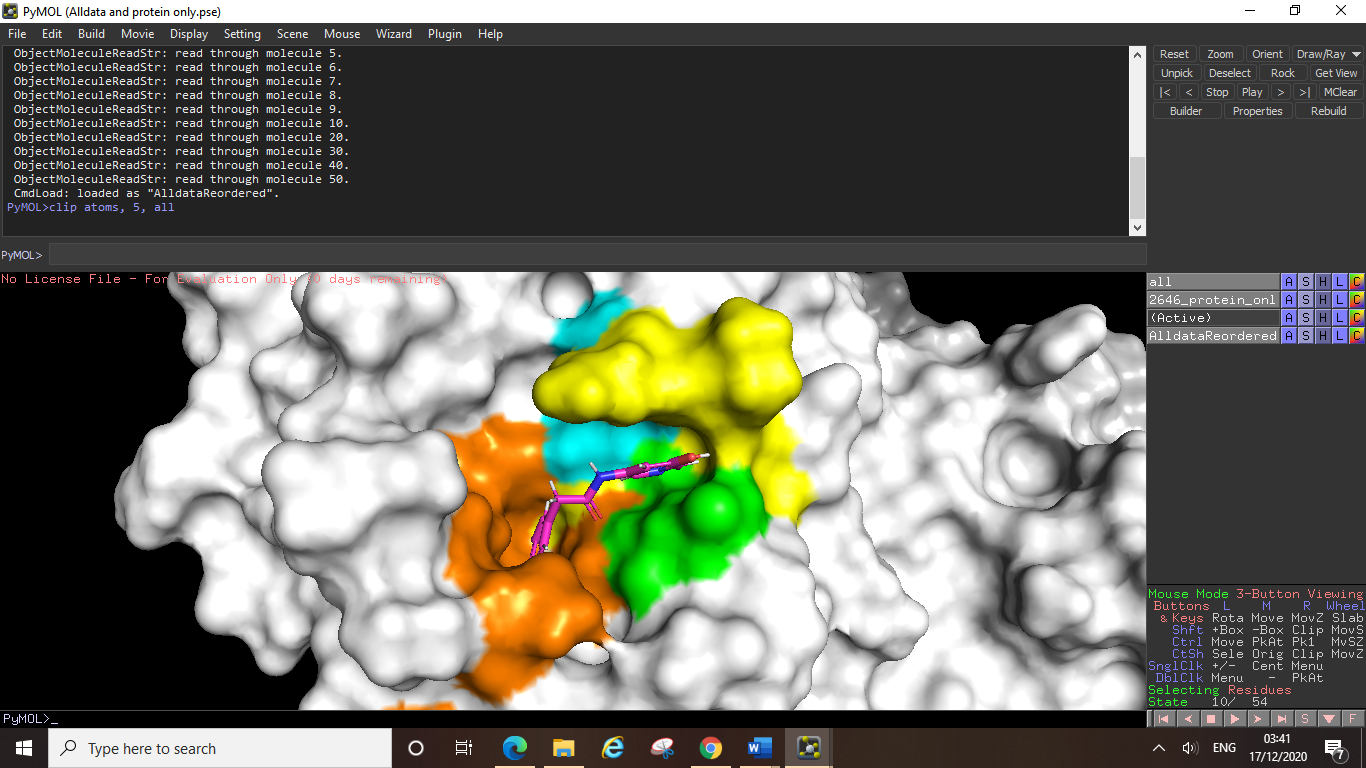 PyMOL (Alldata and protein only.pse)
File Edit Build Movie Display Setting Scene Mouse Wizard Plugin Help
ObjectMoleculeReadStr: read through molecule 5.
ObjectMoleculeReadStr: read through molecule 6.
ObjectMoleculeReadStr: read through molecule 7.
ObjectMoleculeReadStr: read through molecule 8.
ObjectMoleculeReadStr: read through molecule 9.
ObjectMoleculeReadStr: read through molecule 10.
ObjectMoleculeReadStr: read through molecule 20.
ObjectMoleculeReadStr: read through molecule 30.
ObjectMoleculeReadStr: read through molecule 40.
ObjectMoleculeReadStr: read through molecule 50.
CmdLoad: loaded as "AlldataReordered".
PyMOL>clip atoms, 5, all
PyMOL>
Reset Zoom Orient Draw/Ray
Unpick Deselect Rock Get View
|< < Stop Play > >| MClear
Builder Properties Rebuild
No License File - For Evaluation Only days remaining
all A S H L C
2646_protein_onl A S H L C
(Active) A S H L C
AlldataReordered A S H L C
Mouse Mode 3-Button Viewing
Buttons L M R Wheel
& Keys Rota Move MovZ Slab
Shft +Box -Box Clip MovS
Ctrl Move PkAt Pk1 MvSZ
CtSh Sele Orig Clip MovZ
SnglClk +/- Cent Menu
DblClk Menu - PkAt
Selecting Residues
State 10/ 54
S F
PyMOL>_
Type here to search
ENG
03:41
17/12/2020
7